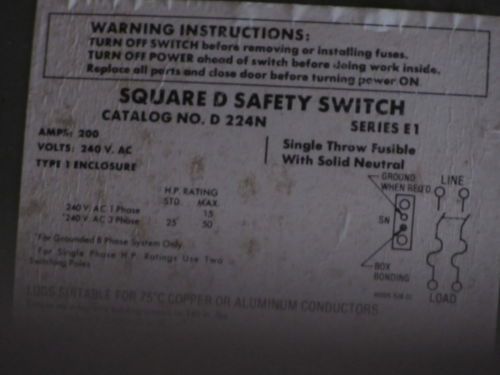 WARNING INSTRUCTIONS:
TURN OFF SWITCH before removing or installing fuses.
TURN OFF POWER ahead of switch before doing work inside.
Replace all parts and close door before turning power ON.
SQUARE D SAFETY SWITCH
CATALOG NO. D 224N SERIES E1
AMPS: 200
VOLTS: 240 V. AC
TYPE 1 ENCLOSURE
Single Throw Fusible
With Solid Neutral
H.P. RATING
STD. MAX.
240 V. AC 1 Phase 15
*240 V. AC 3 Phase 25 50
*For Grounded B Phase System Only.
For Single Phase H.P. Ratings Use Two
Switching Poles
GROUND
WHEN REQ'D
LINE
SN
BOX
BONDING
LOAD
LUGS SUITABLE FOR 75°C COPPER OR ALUMINUM CONDUCTORS